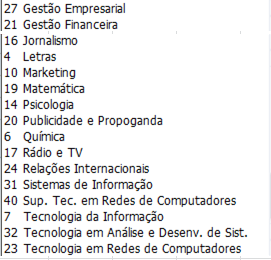 27 Gestão Empresarial
21 Gestão Financeira
16 Jornalismo
4 Letras
10 Marketing
19 Matemática
14 Psicologia
20 Publicidade e Propoganda
6 Química
17 Rádio e TV
24 Relações Internacionais
31 Sistemas de Informação
40 Sup. Tec. em Redes de Computadores
7 Tecnologia da Informação
32 Tecnologia em Análise e Desenv. de Sist.
23 Tecnologia em Redes de Computadores